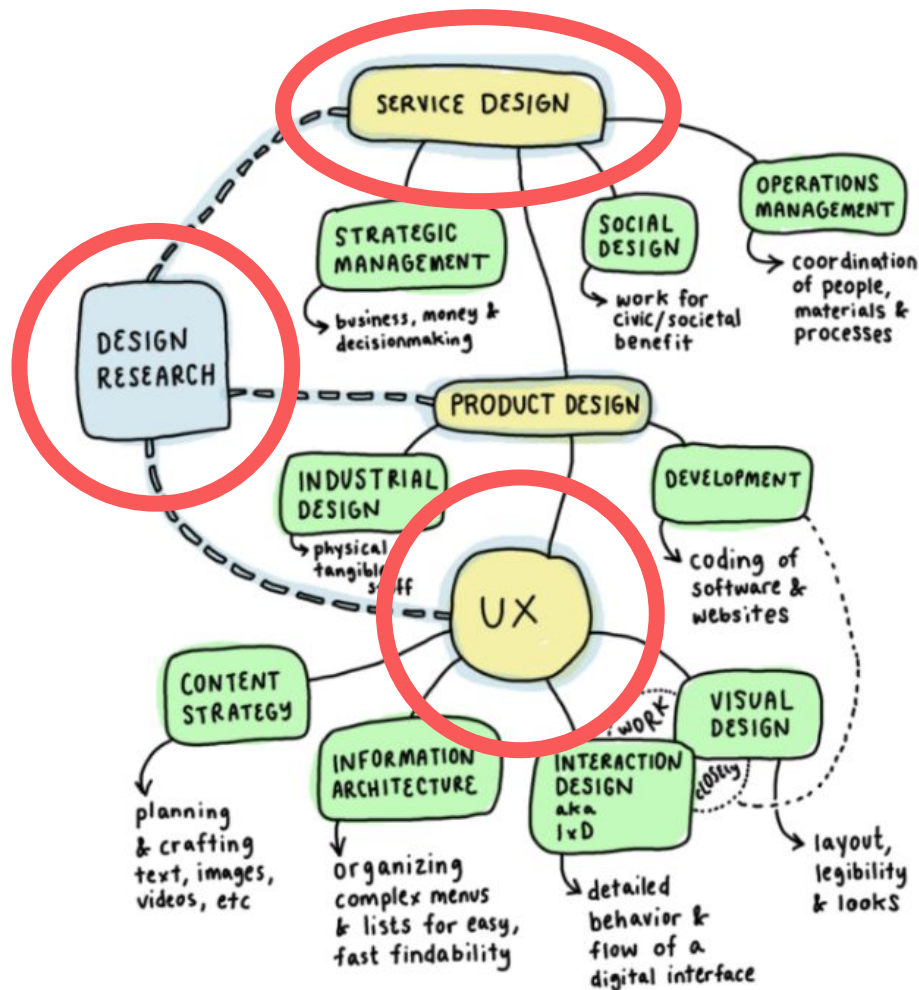 SERVICE DESIGN
STRATEGIC
MANAGEMENT
business, money &
decisionmaking
SOCIAL
DESIGN
work for
civic/societal
benefit
OPERATIONS
MANAGEMENT
coordination
of people,
materials &
processes
DESIGN
RESEARCH
PRODUCT DESIGN
INDUSTRIAL
DESIGN
physical
tangible
stuff
DEVELOPMENT
coding of
software &
websites
UX
CONTENT
STRATEGY
planning
& crafting
text, images,
videos, etc
INFORMATION
ARCHITECTURE
organizing
complex menus
& lists for easy,
fast findability
INTERACTION
DESIGN
aka
IxD
detailed
behavior &
flow of a
digital interface
WORK
CLOSELY
VISUAL
DESIGN
layout,
legibility
& looks